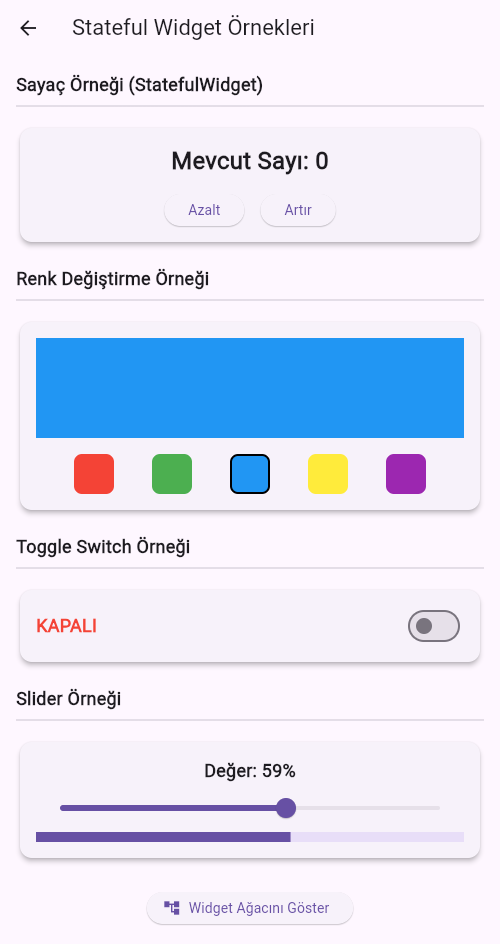 Stateful Widget Örnekleri
Sayaç Örneği (StatefulWidget)
Mevcut Sayı: 0
Azalt Artır
Renk Değiştirme Örneği
Toggle Switch Örneği
KAPALI
Slider Örneği
Değer: 59%
Widget Ağacını Göster